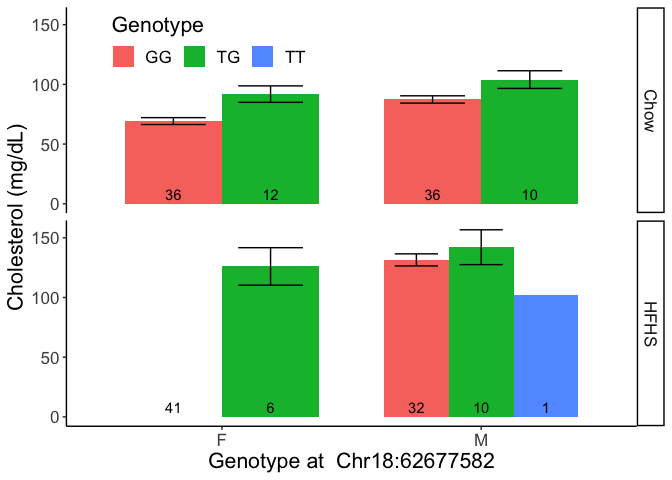 Genotype
GG TG TT
Cholesterol (mg/dL)
150
100
50
0
36 12 36 10
Chow
150
100
50
0
41 6 32 10 1
HFHS
F M
Genotype at Chr18:62677582